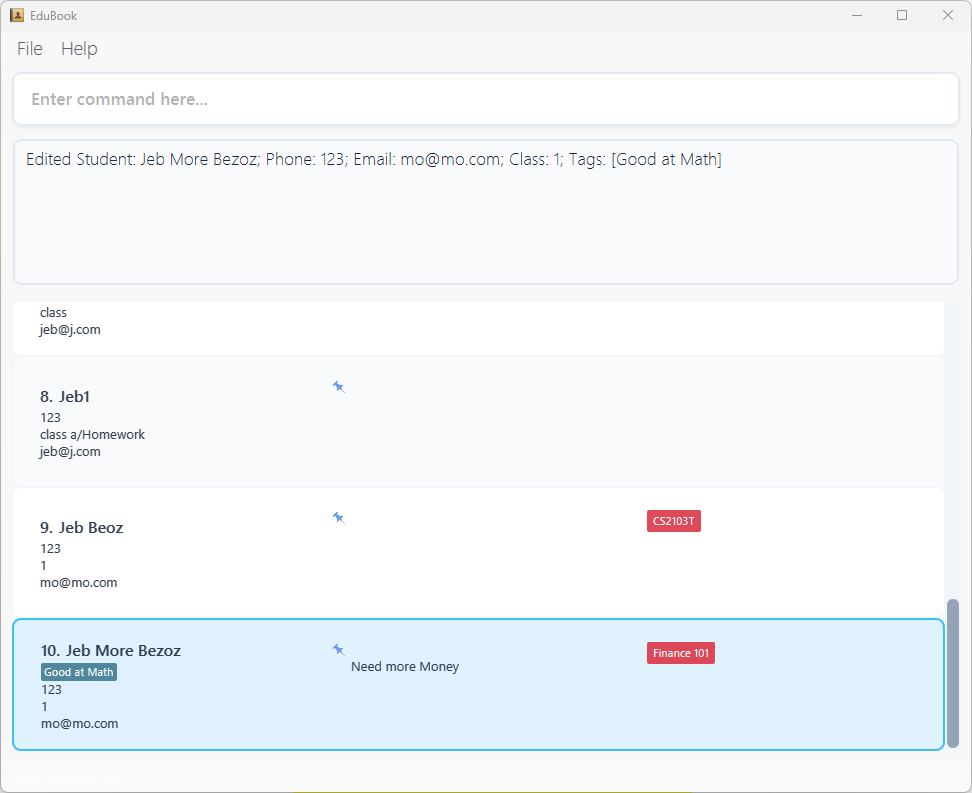 EduBook
File Help
Enter command here...
Edited Student: Jeb More Bezoz; Phone: 123; Email: mo@mo.com; Class: 1; Tags: [Good at Math]
class
jeb@j.com
8. Jeb1
123
class a/Homework
jeb@j.com
9. Jeb Beoz
CS2103T
123
1
mo@mo.com
10. Jeb More Bezoz
Finance 101
Good at Math
Need more Money
123
1
mo@mo.com